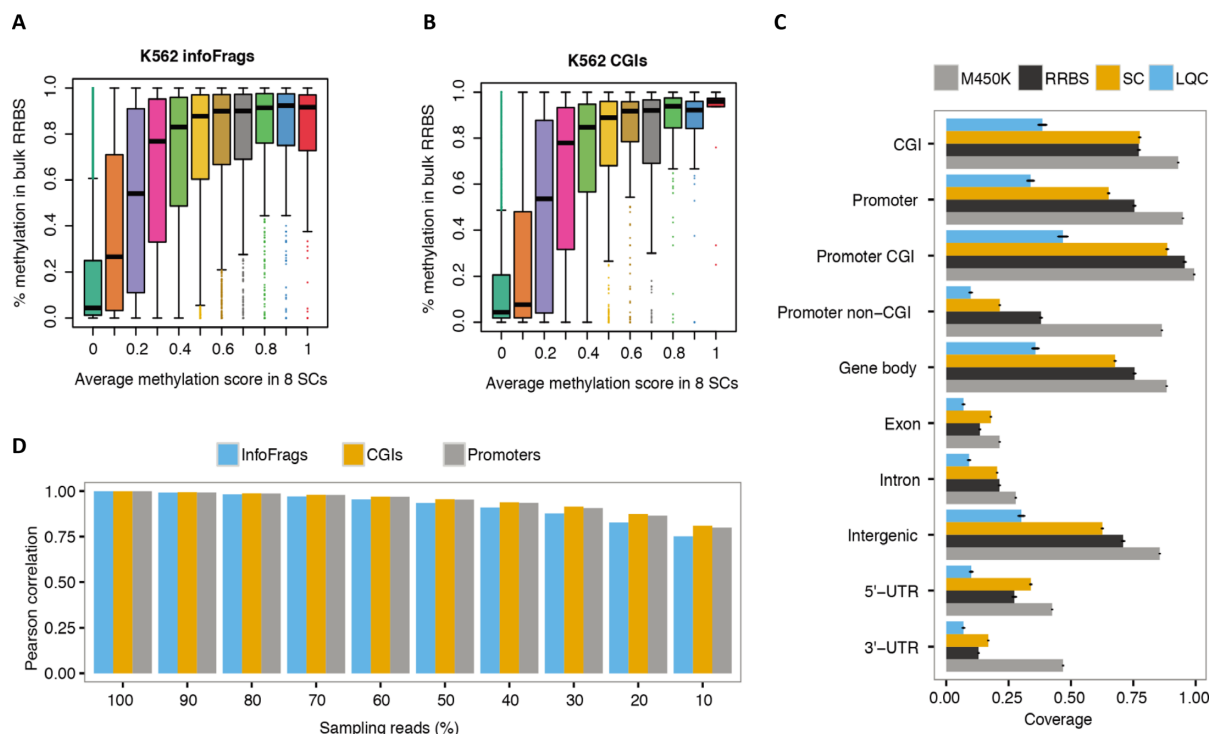 A
K562 infoFrags
% methylation in bulk RRBS
0.0 0.2 0.4 0.6 0.8 1.0
0 0.2 0.4 0.6 0.8 1
Average methylation score in 8 SCs
B
K562 CGIs
% methylation in bulk RRBS
0.0 0.2 0.4 0.6 0.8 1.0
0 0.2 0.4 0.6 0.8 1
Average methylation score in 8 SCs
C
M450K RRBS SC LQC
CGI
Promoter
Promoter CGI
Promoter non-CGI
Gene body
Exon
Intron
Intergenic
5'-UTR
3'-UTR
0.00 0.25 0.50 0.75 1.00
Coverage
D
InfoFrags CGIs Promoters
Pearson correlation
1.00
0.75
0.50
0.25
0.00
100 90 80 70 60 50 40 30 20 10
Sampling reads (%)